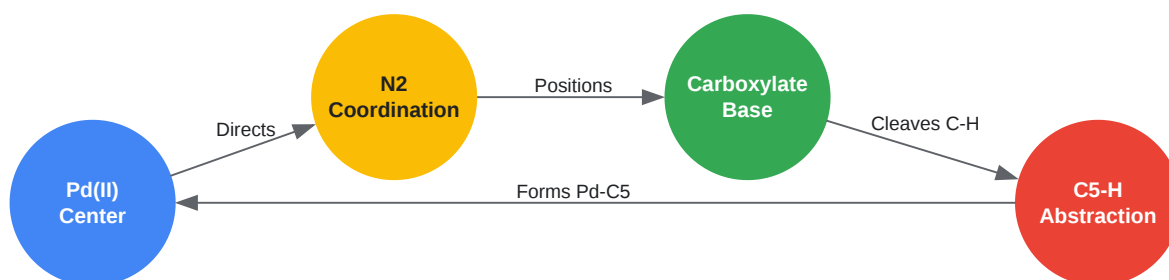 N2
Coordination
Carboxylate
Base
Positions
Directs
Cleaves C-H
Pd(II)
Center
Forms Pd-C5
C5-H
Abstraction